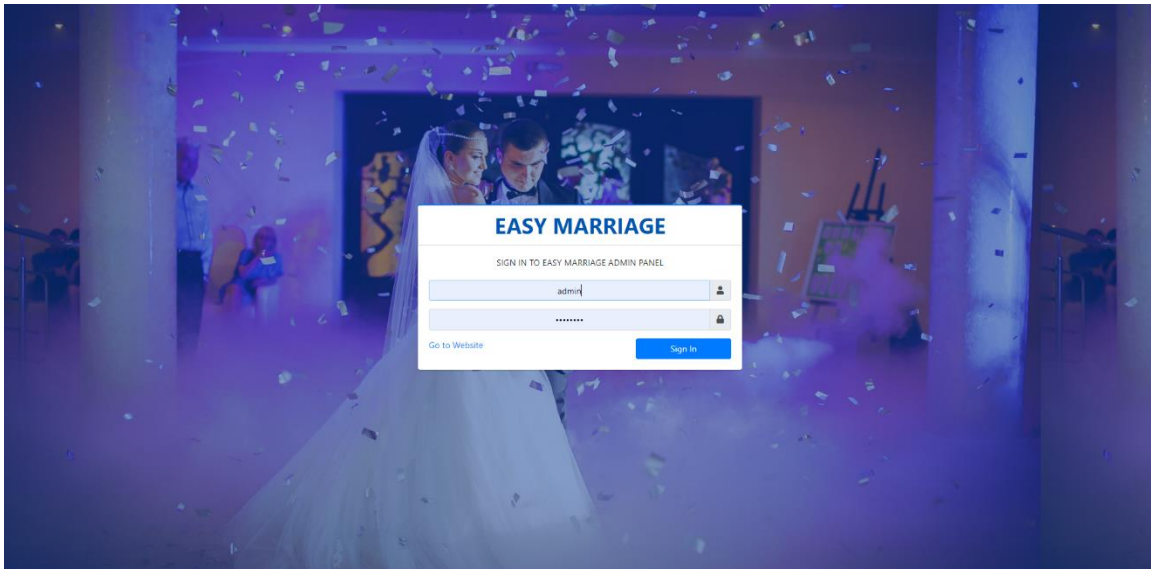 EASY MARRIAGE
SIGN IN TO EASY MARRIAGE ADMIN PANEL
admin
••••••••
Go to Website
Sign In